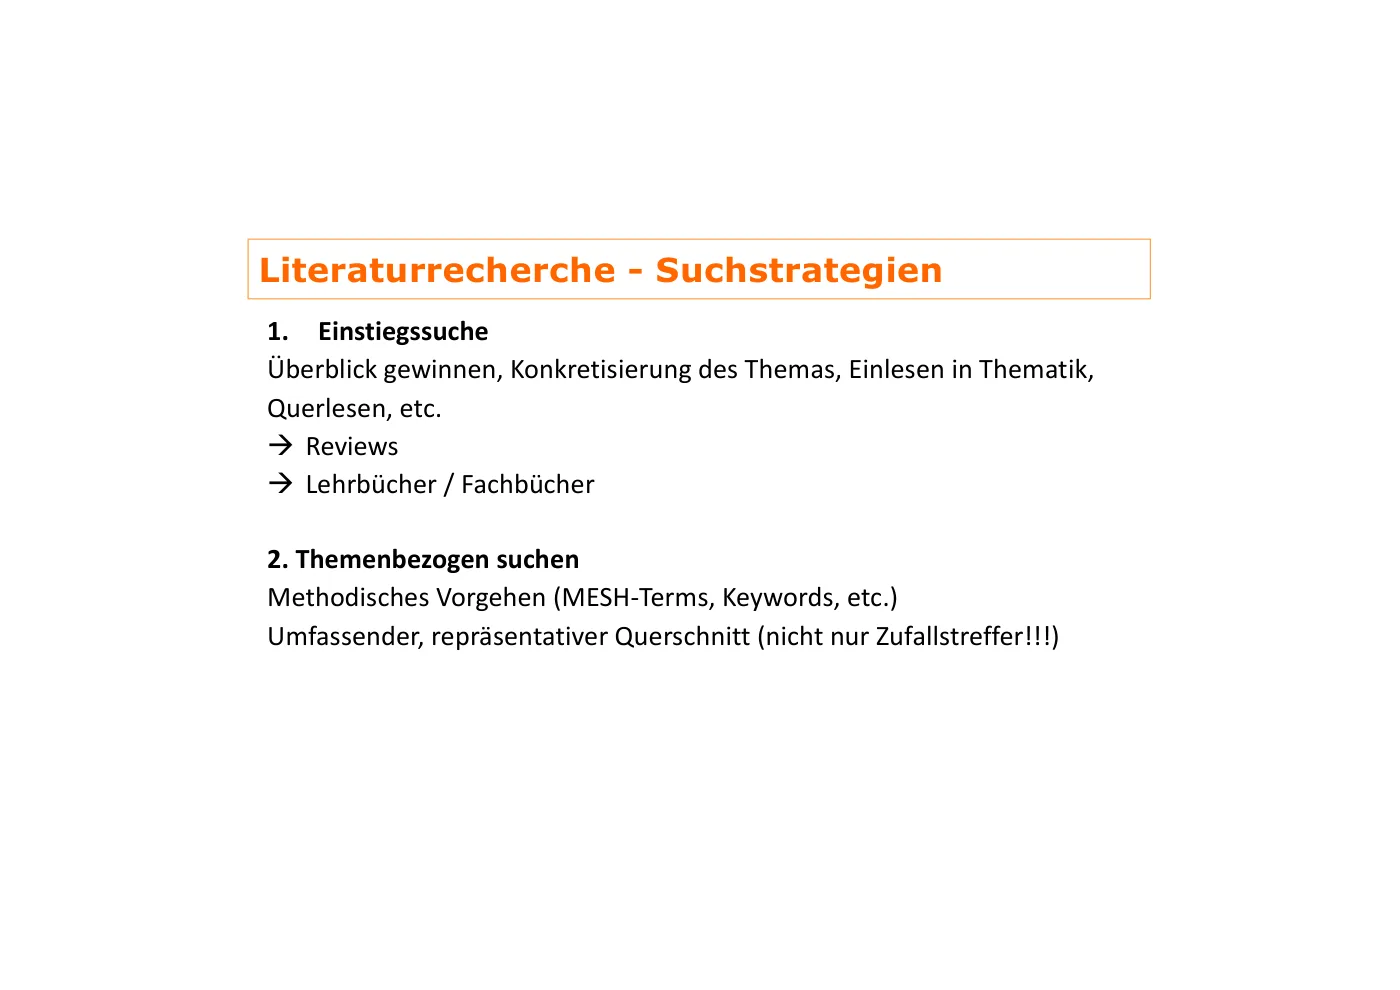 Literaturrecherche - Suchstrategien
1. Einstiegssuche
Überblick gewinnen, Konkretisierung des Themas, Einlesen in Thematik,
Querlesen, etc.
→ Reviews
→ Lehrbücher / Fachbücher
2. Themenbezogen suchen
Methodisches Vorgehen (MESH-Terms, Keywords, etc.)
Umfassender, repräsentativer Querschnitt (nicht nur Zufallstreffer!!!)